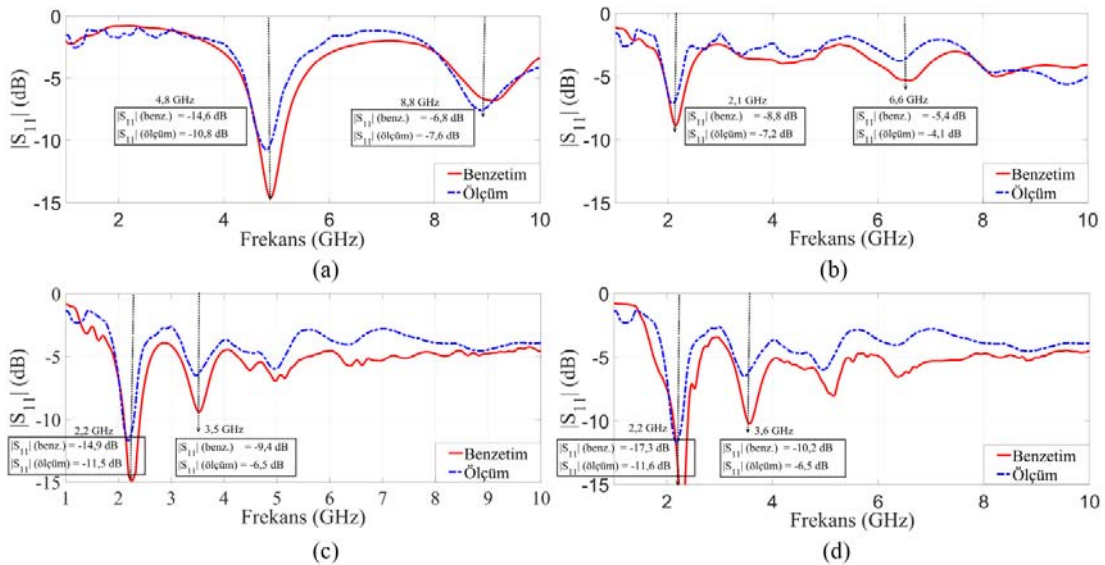 0
-5
-10
-15
|S11| (dB)
4,8 GHz
|S11| (benz.) = -14,6 dB
|S11| (ölçüm) = -10,8 dB
8,8 GHz
|S11| (benz.) = -6,8 dB
|S11| (ölçüm) = -7,6 dB
Benzetim
Ölçüm
2 4 6 8 10
Frekans (GHz)
(a)
0
-5
-10
-15
|S11| (dB)
2,1 GHz
|S11| (benz.) = -8,8 dB
|S11| (ölçüm) = -7,2 dB
6,6 GHz
|S11| (benz.) = -5,4 dB
|S11| (ölçüm) = -4,1 dB
Benzetim
Ölçüm
2 4 6 8 10
Frekans (GHz)
(b)
0
-5
-10
-15
|S11| (dB)
2,2 GHz
|S11| (benz.) = -14,9 dB
|S11| (ölçüm) = -11,5 dB
3,5 GHz
|S11| (benz.) = -9,4 dB
|S11| (ölçüm) = -6,5 dB
Benzetim
Ölçüm
1 2 3 4 5 6 7 8 9 10
Frekans (GHz)
(c)
0
-5
-10
-15
|S11| (dB)
2,2 GHz
|S11| (benz.) = -17,3 dB
|S11| (ölçüm) = -11,6 dB
3,6 GHz
|S11| (benz.) = -10,2 dB
|S11| (ölçüm) = -6,5 dB
Benzetim
Ölçüm
2 4 6 8 10
Frekans (GHz)
(d)